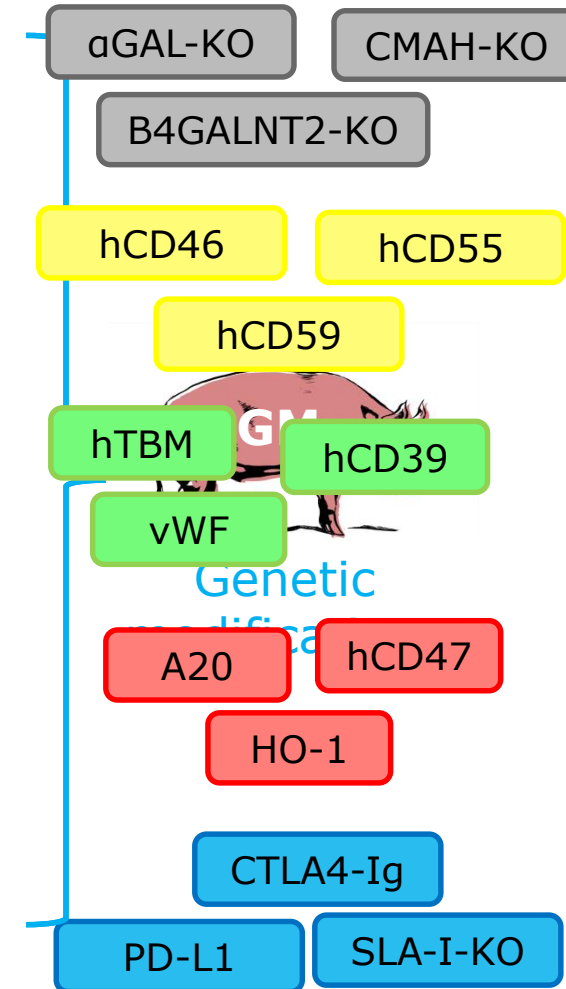 αGAL-KO
CMAH-KO
B4GALNT2-KO
hCD46
hCD55
hCD59
GM
hTBM
hCD39
vWF
Genetic
A20
hCD47
HO-1
CTLA4-Ig
PD-L1
SLA-I-KO